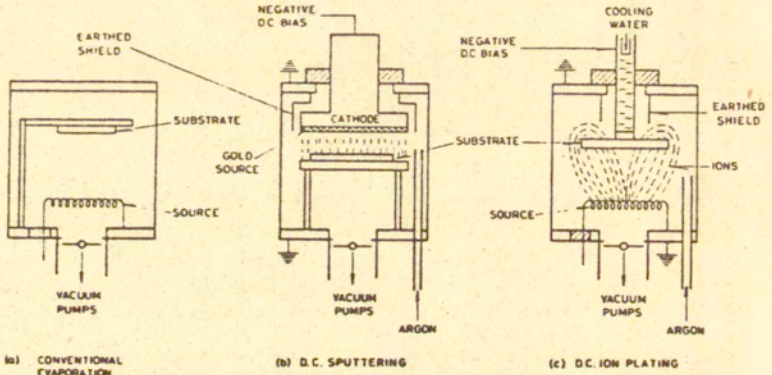 NEGATIVE
DC BIAS
COOLING
WATER
EARTHED
SHIELD
NEGATIVE
DC BIAS
CATHODE
EARTHED
SHIELD
SUBSTRATE
GOLD
SOURCE
SUBSTRATE
IONS
SOURCE
SOURCE
VACUUM
PUMPS
VACUUM
PUMPS
VACUUM
PUMPS
ARGON
ARGON
(a) CONVENTIONAL
EVAPORATION
(b) D.C. SPUTTERING
(c) D.C. ION PLATING